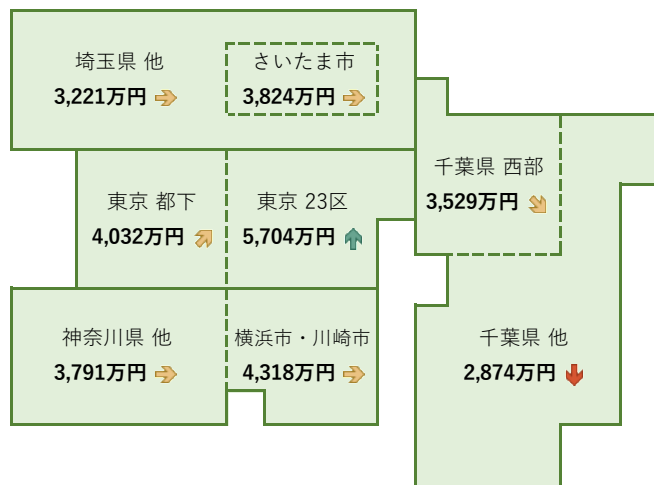 埼玉県 他
3,221万円
さいたま市
3,824万円
千葉県 西部
3,529万円
東京 都下
4,032万円
東京 23区
5,704万円
神奈川県 他
3,791万円
横浜市・川崎市
4,318万円
千葉県 他
2,874万円